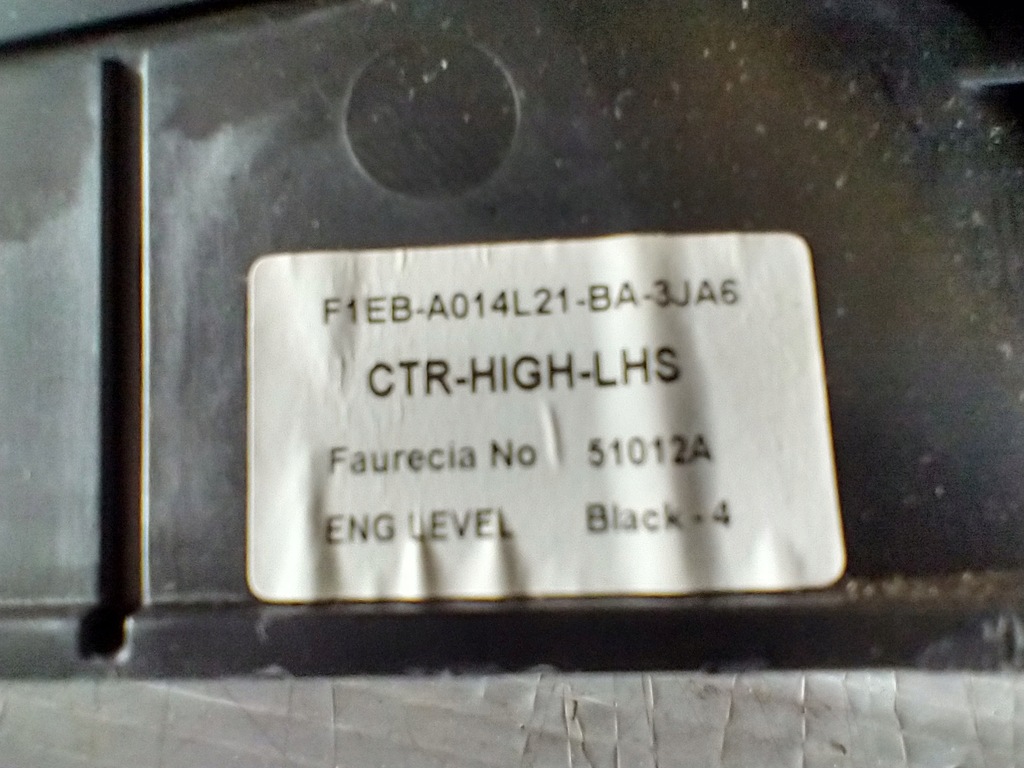 F1EB-A014L21-BA-3JA6
CTR-HIGH-LHS
Faurecia No 51012A
ENG LEVEL Black - 4